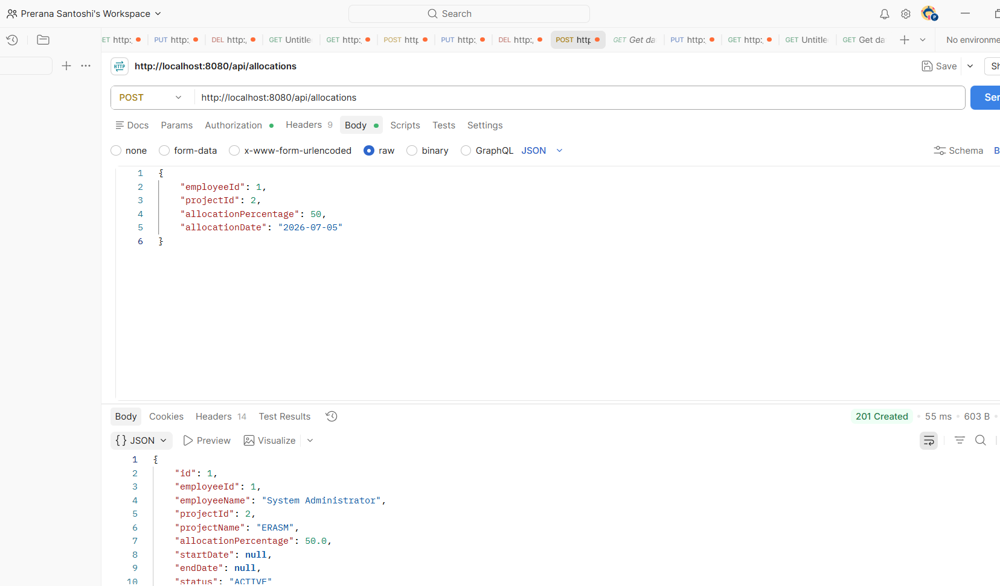 Prerana Santoshi's Workspace
Search
ET http:, PUT http:, DEL http:, GET Untitle GET http:, POST http PUT http:, DEL http:, POST http GET Get da PUT http:, GET http:, GET Untitle GET Get da No environme
HTTP http://localhost:8080/api/allocations Save Sh
POST http://localhost:8080/api/allocations Ser
Docs Params Authorization Headers 9 Body Scripts Tests Settings
none form-data x-www-form-urlencoded raw binary GraphQL JSON Schema B
1 {
2 "employeeId": 1,
3 "projectId": 2,
4 "allocationPercentage": 50,
5 "allocationDate": "2026-07-05"
6 }
Body Cookies Headers 14 Test Results 201 Created • 55 ms • 603 B •
{} JSON Preview Visualize
1 {
2 "id": 1,
3 "employeeId": 1,
4 "employeeName": "System Administrator",
5 "projectId": 2,
6 "projectName": "ERASM",
7 "allocationPercentage": 50.0,
8 "startDate": null,
9 "endDate": null,
10 "status": "ACTIVE"